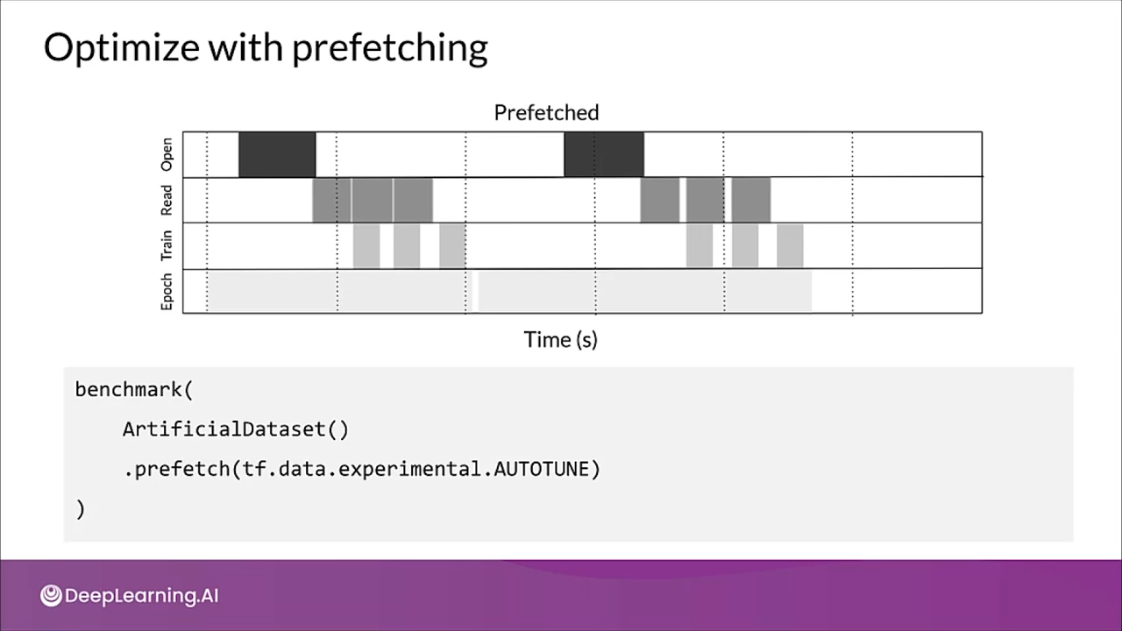 Optimize with prefetching
Prefetched
Open
Read
Train
Epoch
Time (s)
benchmark(
    ArtificialDataset()
    .prefetch(tf.data.experimental.AUTOTUNE)
)
DeepLearning.AI